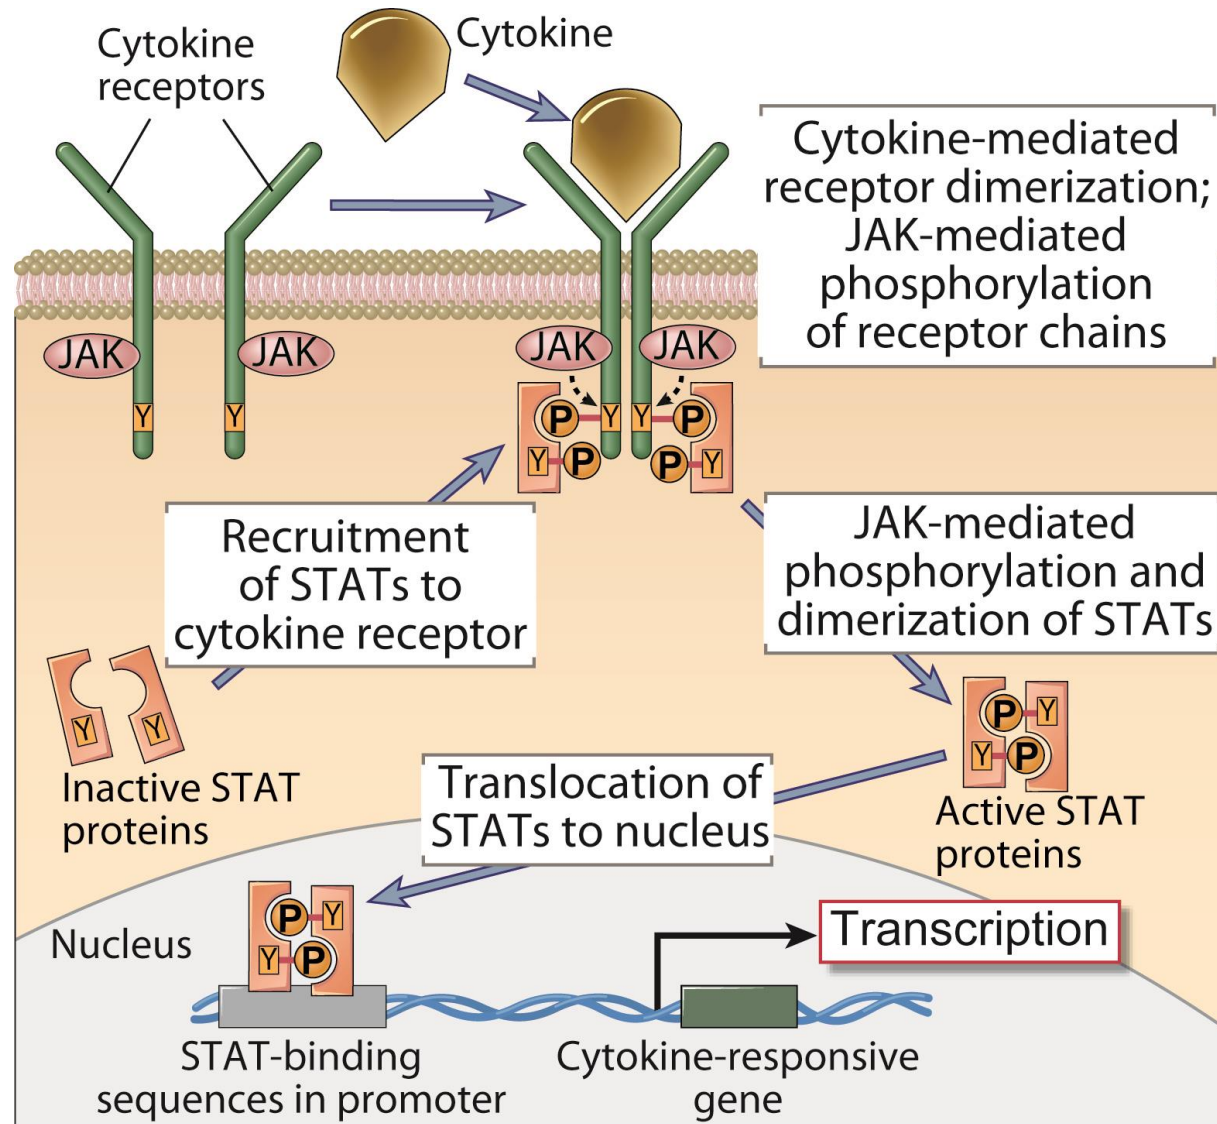 Cytokine
receptors
Cytokine
Cytokine-mediated
receptor dimerization;
JAK-mediated
phosphorylation
of receptor chains
JAK
JAK
JAK
JAK
Y
Y
P
Y
Y
P
Y
P
P
Y
Recruitment
of STATs to
cytokine receptor
JAK-mediated
phosphorylation and
dimerization of STATs
Y
Y
Inactive STAT
proteins
P
Y
Y
P
Active STAT
proteins
Translocation of
STATs to nucleus
Nucleus
P
Y
Y
P
Transcription
STAT-binding
sequences in promoter
Cytokine-responsive
gene